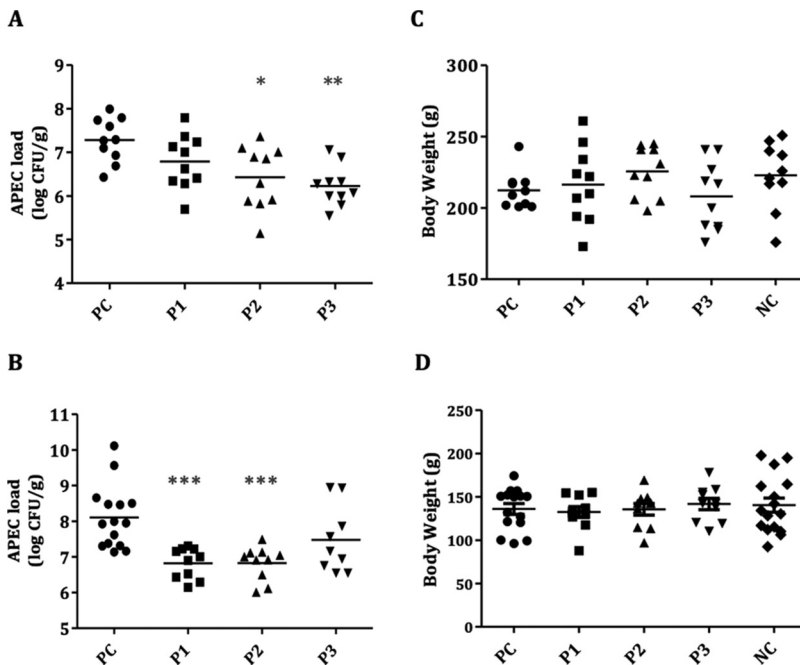 A
APEC load
(log CFU/g)
9
8
7
6
5
4
* **
PC P1 P2 P3
C
Body Weight (g)
300
250
200
150
PC P1 P2 P3 NC
B
APEC load
(log CFU/g)
11
10
9
8
7
6
5
*** ***
PC P1 P2 P3
D
Body Weight (g)
250
200
150
100
50
0
PC P1 P2 P3 NC